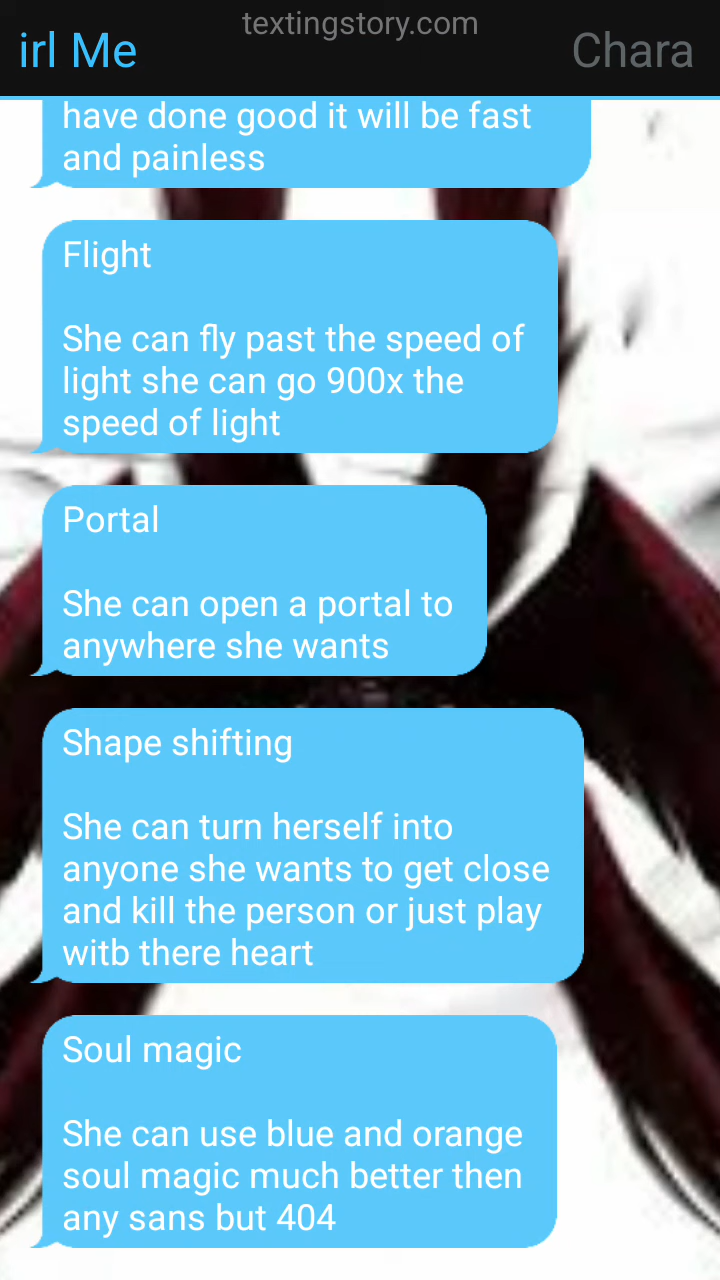 textingstory.com
irl Me
Chara
have done good it will be fast
and painless
Flight
She can fly past the speed of
light she can go 900x the
speed of light
Portal
She can open a portal to
anywhere she wants
Shape shifting
She can turn herself into
anyone she wants to get close
and kill the person or just play
witb there heart
Soul magic
She can use blue and orange
soul magic much better then
any sans but 404